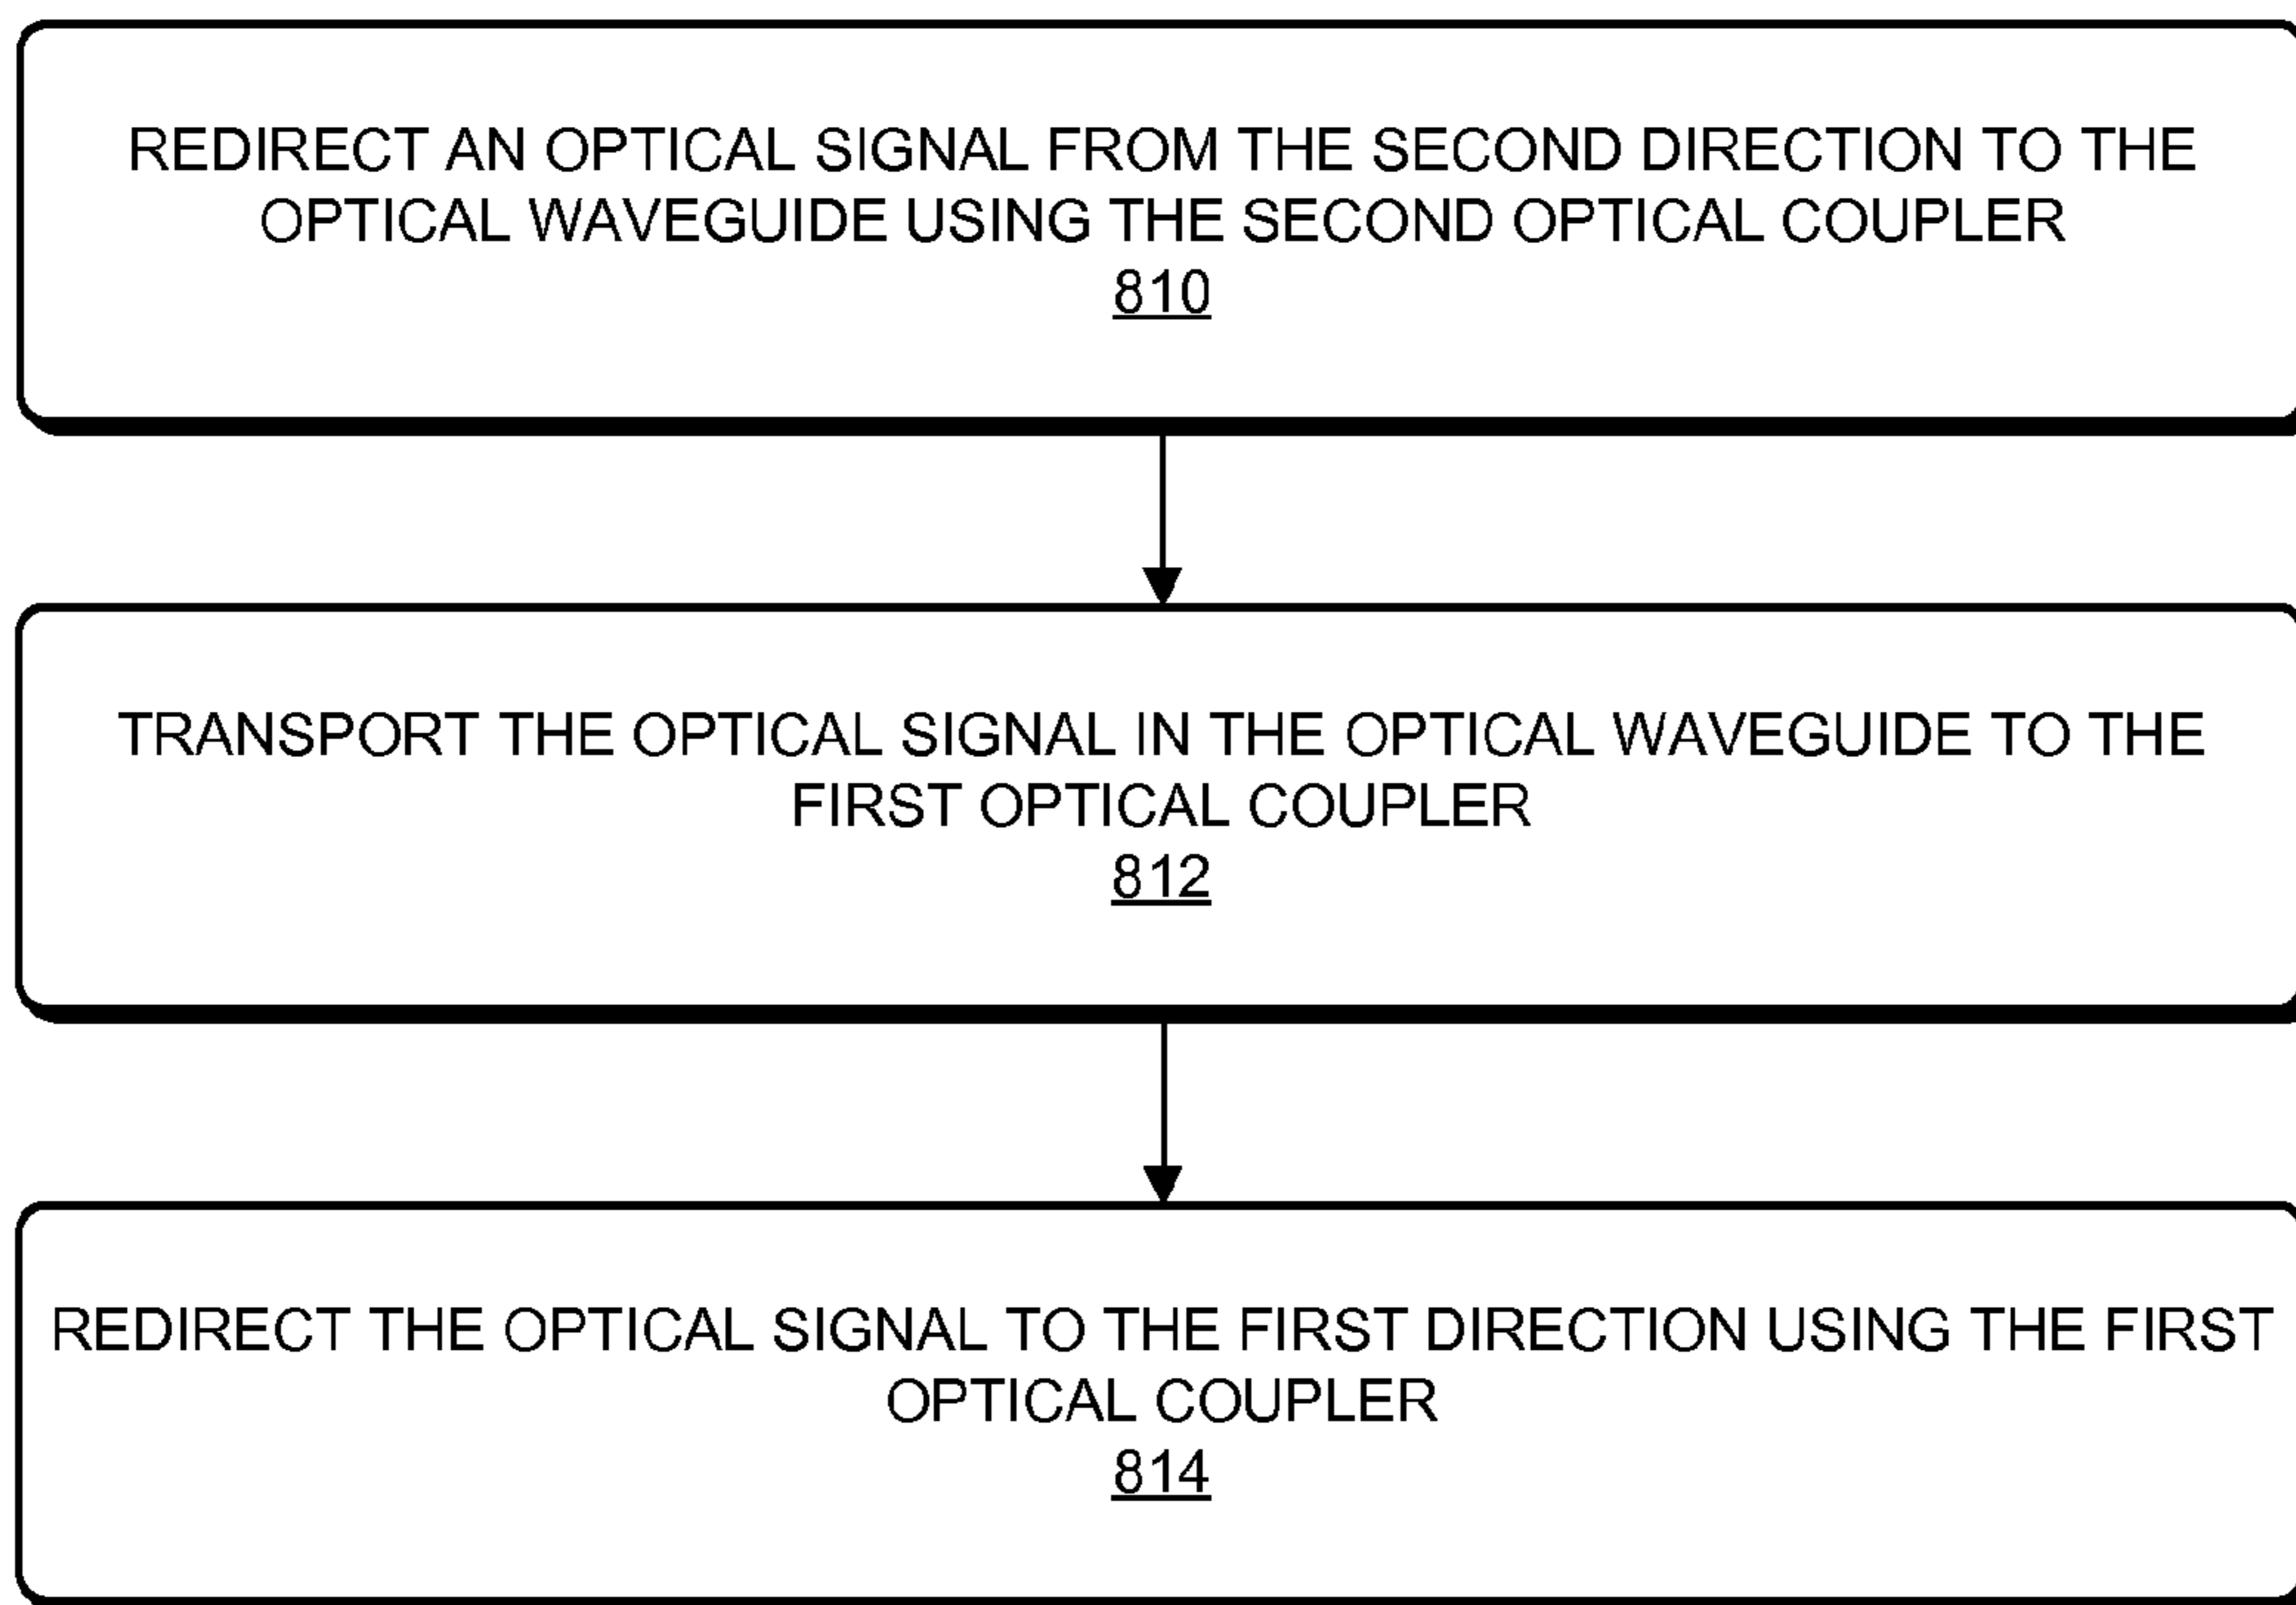 REDIRECT AN OPTICAL SIGNAL FROM THE SECOND DIRECTION TO THE
OPTICAL WAVEGUIDE USING THE SECOND OPTICAL COUPLER
810
TRANSPORT THE OPTICAL SIGNAL IN THE OPTICAL WAVEGUIDE TO THE
FIRST OPTICAL COUPLER
812
REDIRECT THE OPTICAL SIGNAL TO THE FIRST DIRECTION USING THE FIRST
OPTICAL COUPLER
814